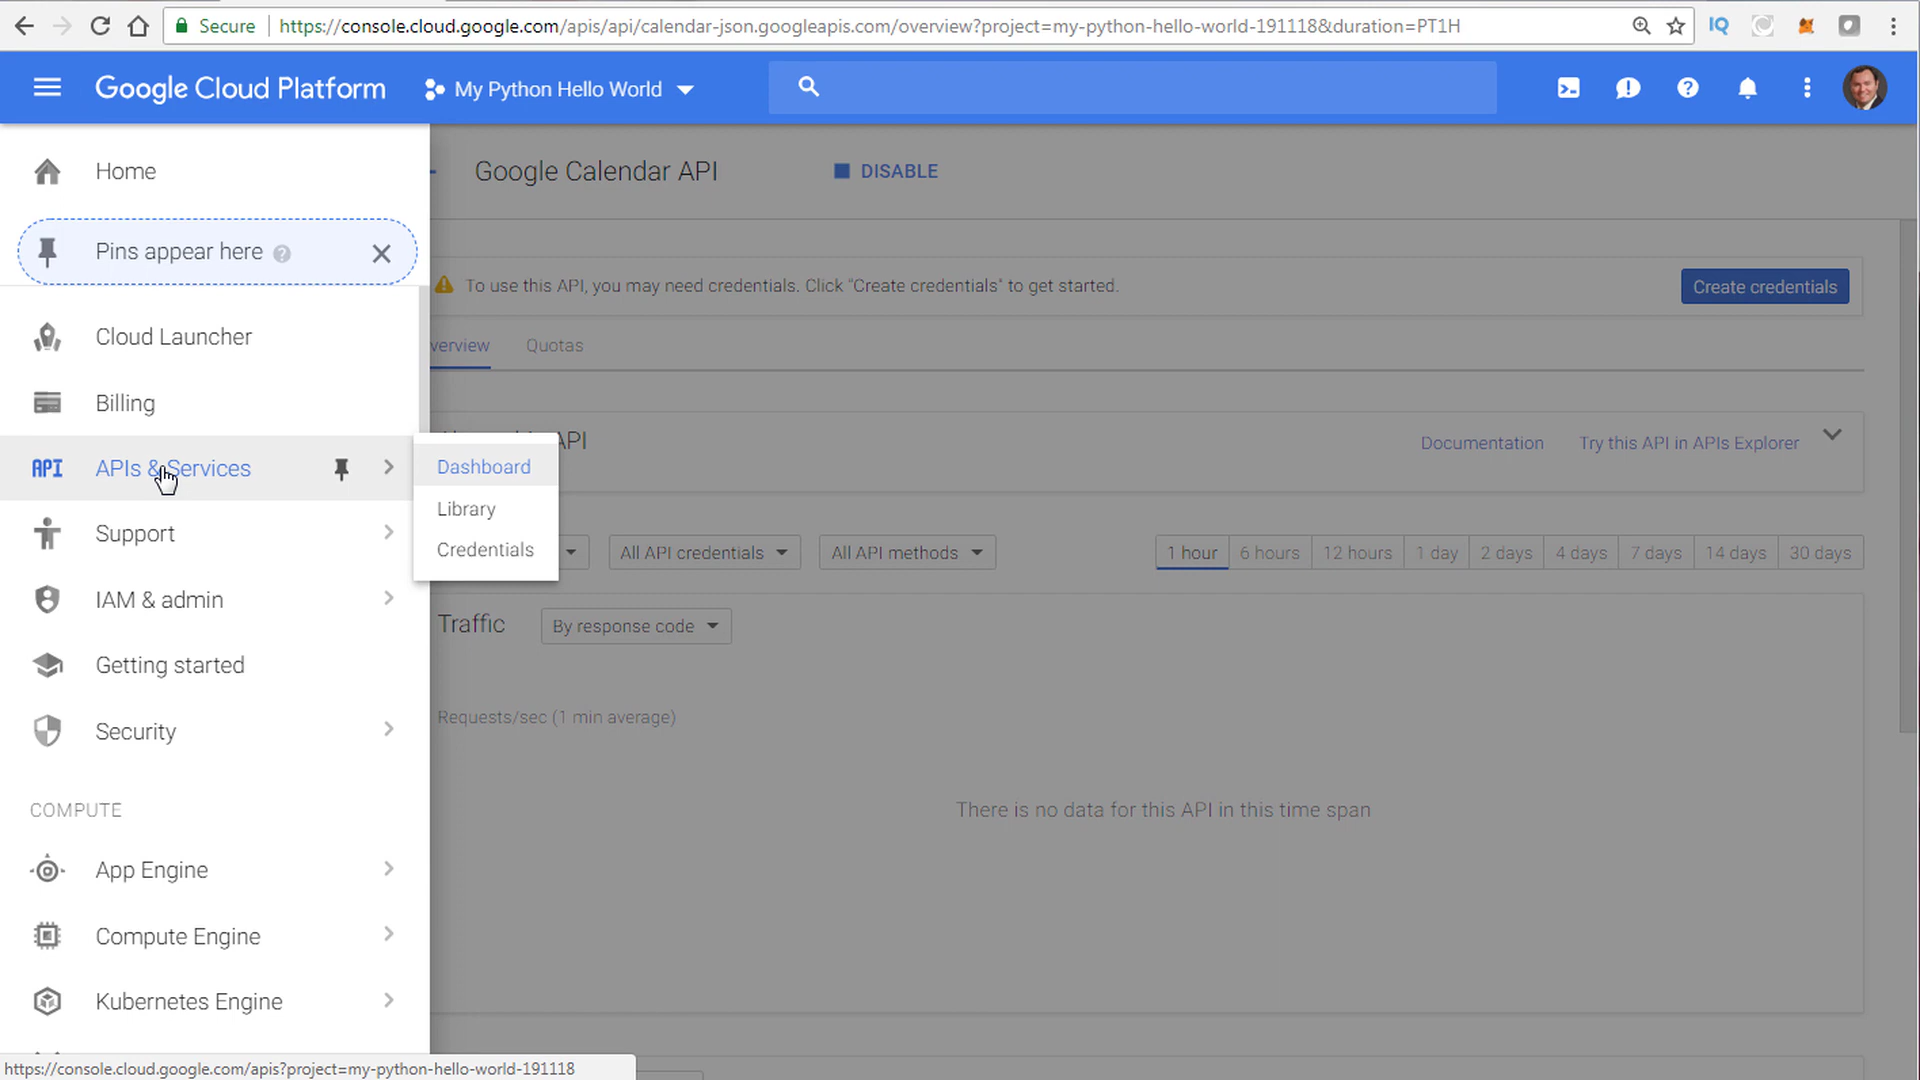 Secure https://console.cloud.google.com/apis/api/calendar-json.googleapis.com/overview?project=my-python-hello-world-191118&duration=PT1H
Google Cloud Platform My Python Hello World
Home
Google Calendar API DISABLE
Pins appear here
To use this API, you may need credentials. Click "Create credentials" to get started. Create credentials
Cloud Launcher
verview Quotas
Billing
API
Documentation Try this API in APIs Explorer
API APIs & Services Dashboard
Library
Credentials
Support
All API credentials All API methods 1 hour 6 hours 12 hours 1 day 2 days 4 days 7 days 14 days 30 days
IAM & admin
Traffic By response code
Getting started
Requests/sec (1 min average)
Security
There is no data for this API in this time span
COMPUTE
App Engine
Compute Engine
Kubernetes Engine
https://console.cloud.google.com/apis?project=my-python-hello-world-191118